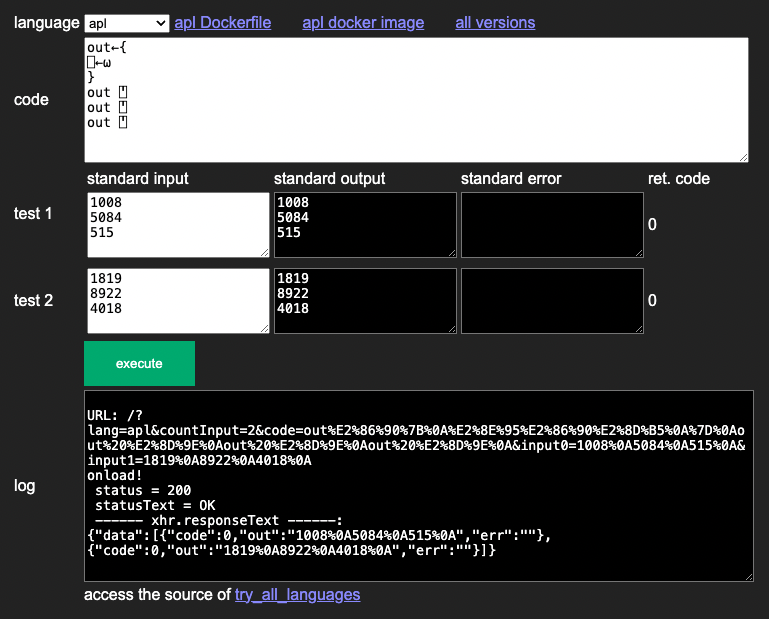 language apl apl Dockerfile apl docker image all versions
code
out←{
⎕←⍵
}
out ⍞
out ⍞
out ⍞
standard input standard output standard error ret. code
test 1
1008
5084
515
1008
5084
515
0
test 2
1819
8922
4018
1819
8922
4018
0
execute
log
URL: /?
lang=apl&countInput=2&code=out%E2%86%90%7B%0A%E2%8E%95%E2%86%90%E2%8D%B5%0A%7D%0Ao
ut%20%E2%8D%9E%0Aout%20%E2%8D%9E%0Aout%20%E2%8D%9E%0A&input0=1008%0A5084%0A515%0A&
input1=1819%0A8922%0A4018%0A
onload!
status = 200
statusText = OK
------ xhr.responseText ------:
{"data":[{"code":0,"out":"1008%0A5084%0A515%0A","err":""},
{"code":0,"out":"1819%0A8922%0A4018%0A","err":""}]}
access the source of try_all_languages